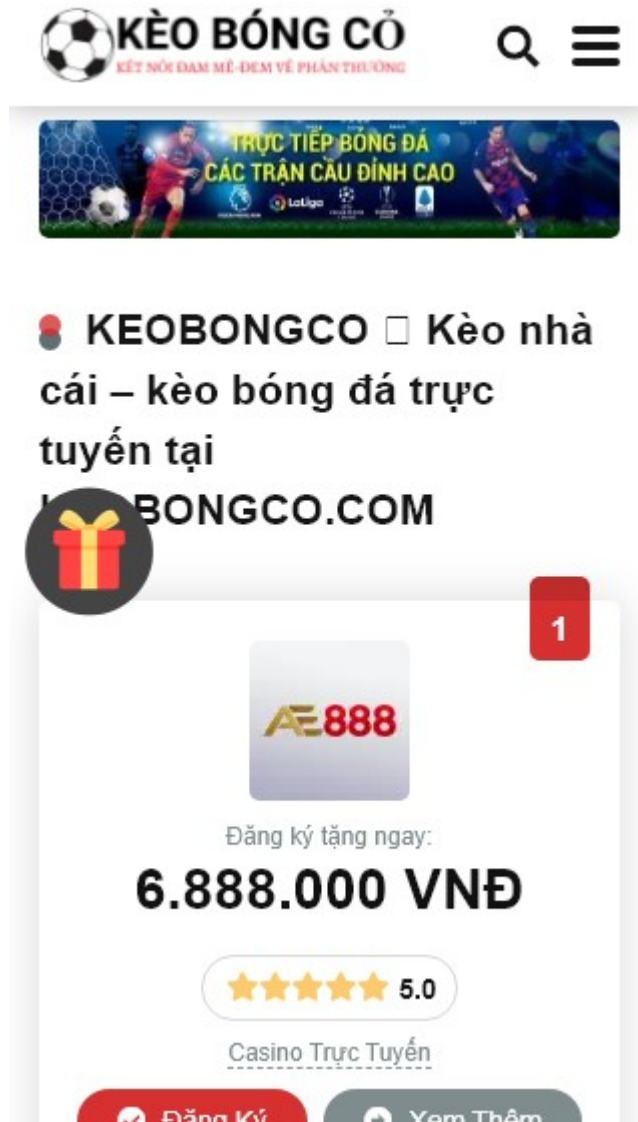 KÈO BÓNG CỎ
KẾT NỐI ĐAM MÊ-ĐEM VỀ PHẦN THƯỞNG
TRỰC TIẾP BÓNG ĐÁ
CÁC TRẬN CẦU ĐỈNH CAO
LaLiga
KEOBONGCO □ Kèo nhà
cái – kèo bóng đá trực
tuyến tại
BONGCO.COM
1
AE888
Đăng ký tặng ngay:
6.888.000 VNĐ
5.0
Casino Trực Tuyến
Đăng Ký
Xem Thêm